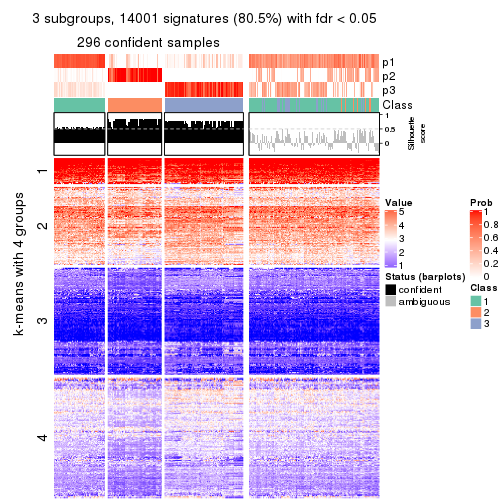 3 subgroups, 14001 signatures (80.5%) with fdr < 0.05
296 confident samples
p1
p2
p3
Class
1
0.5
0
Silhouette
score
k-means with 4 groups
1
2
3
4
Value
5
4
3
2
1
Status (barplots)
confident
ambiguous
Prob
1
0.8
0.6
0.4
0.2
0
Class
1
2
3